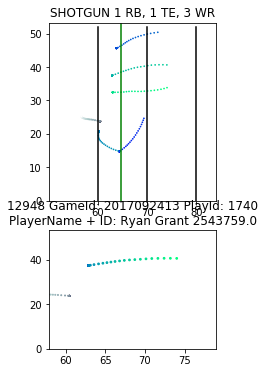 SHOTGUN 1 RB, 1 TE, 3 WR
50
40
30
20
10
0
60 70 80
12948 GameId: 2017092413 PlayId: 1740
PlayerName + ID: Ryan Grant 2543759.0
40
20
0
60 65 70 75